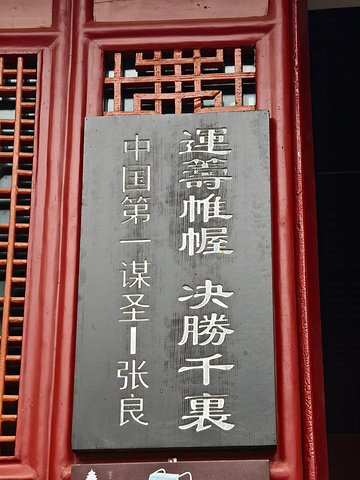 運籌帷幄 决勝千裏
中国第一谋圣—张良